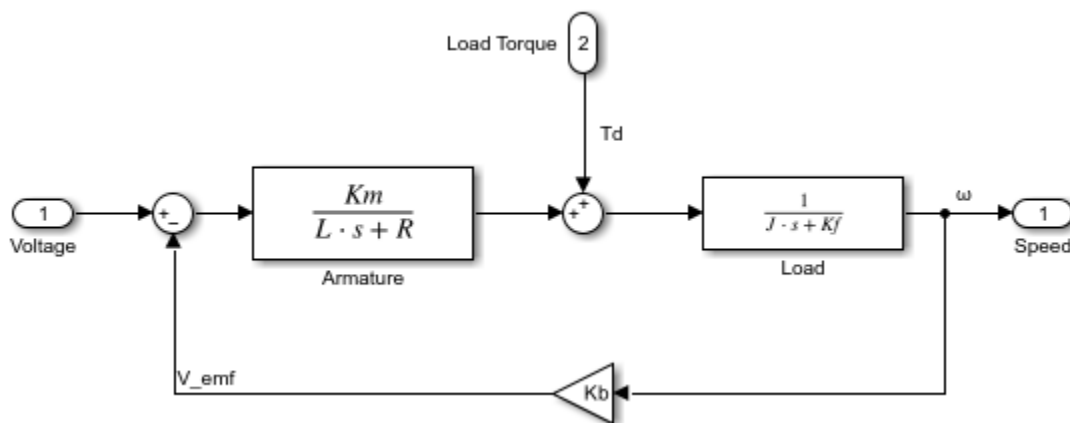 Load Torque
2
Td
1
Voltage
+
_
Km
L · s + R
Armature
+
+
1
J · s + Kf
Load
ω
1
Speed
V_emf
Kb